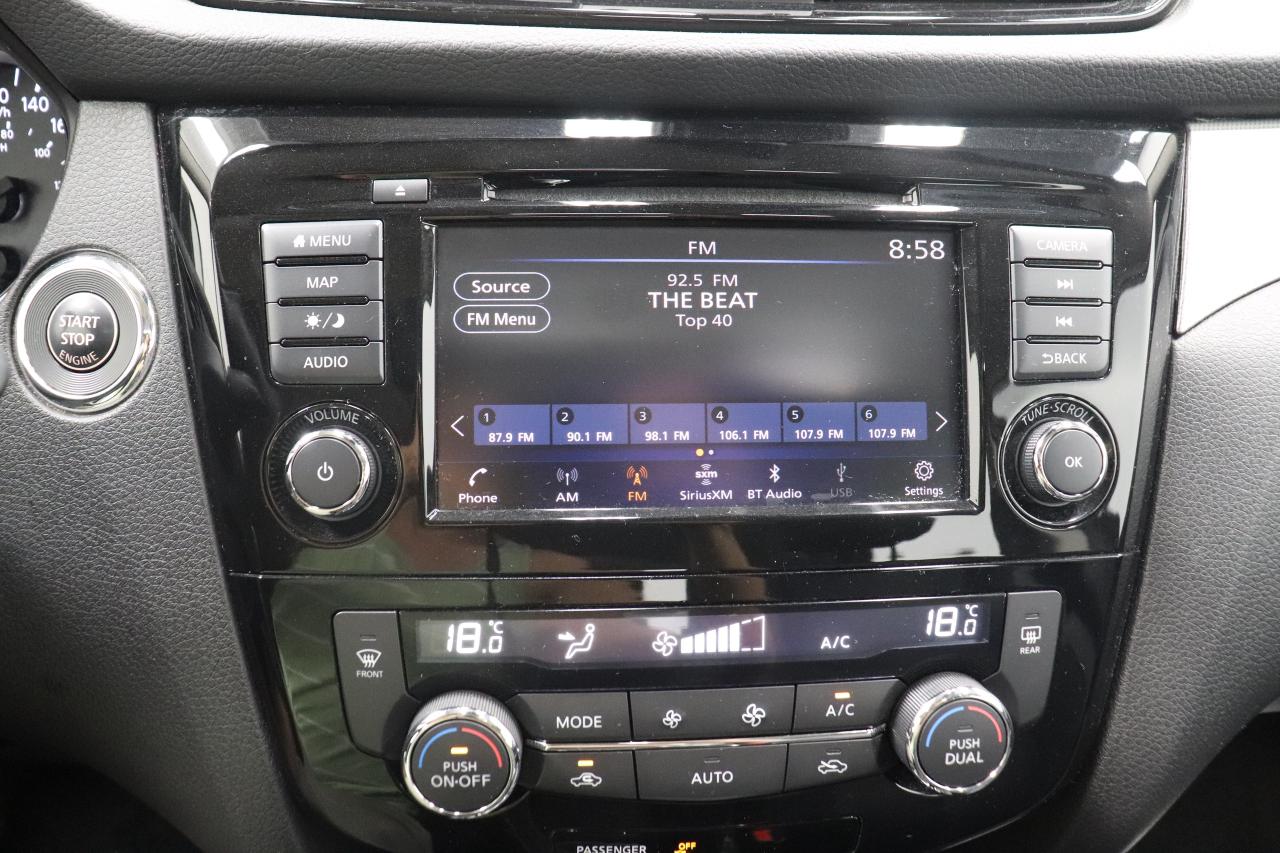 140
80
100
START
STOP
ENGINE
MENU
MAP
AUDIO
VOLUME
FM
8:58
Source
FM Menu
92.5 FM
THE BEAT
Top 40
1 2 3 4 5 6
87.9 FM 90.1 FM 98.1 FM 106.1 FM 107.9 FM 107.9 FM
Phone AM FM sxm SiriusXM BT Audio USB Settings
CAMERA
BACK
TUNE·SCROLL
OK
18.0 °C
A/C
18.0 °C
FRONT
REAR
MODE
A/C
PUSH
ON·OFF
AUTO
PUSH
DUAL
PASSENGER
OFF